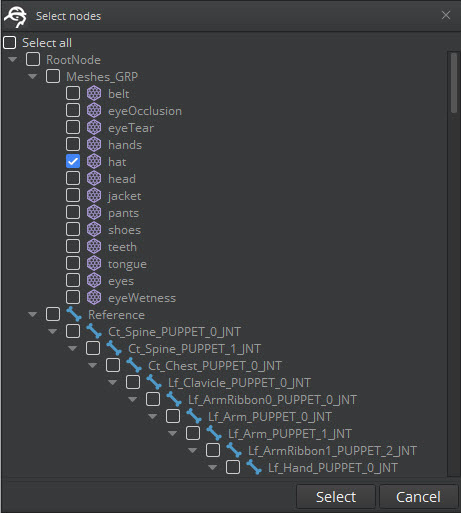 Select nodes
Select all
RootNode
Meshes_GRP
belt
eyeOcclusion
eyeTear
hands
hat
head
jacket
pants
shoes
teeth
tongue
eyes
eyeWetness
Reference
Ct_Spine_PUPPET_0_JNT
Ct_Spine_PUPPET_1_JNT
Ct_Chest_PUPPET_0_JNT
Lf_Clavicle_PUPPET_0_JNT
Lf_ArmRibbon0_PUPPET_0_JNT
Lf_Arm_PUPPET_0_JNT
Lf_Arm_PUPPET_1_JNT
Lf_ArmRibbon1_PUPPET_2_JNT
Lf_Hand_PUPPET_0_JNT
Select Cancel